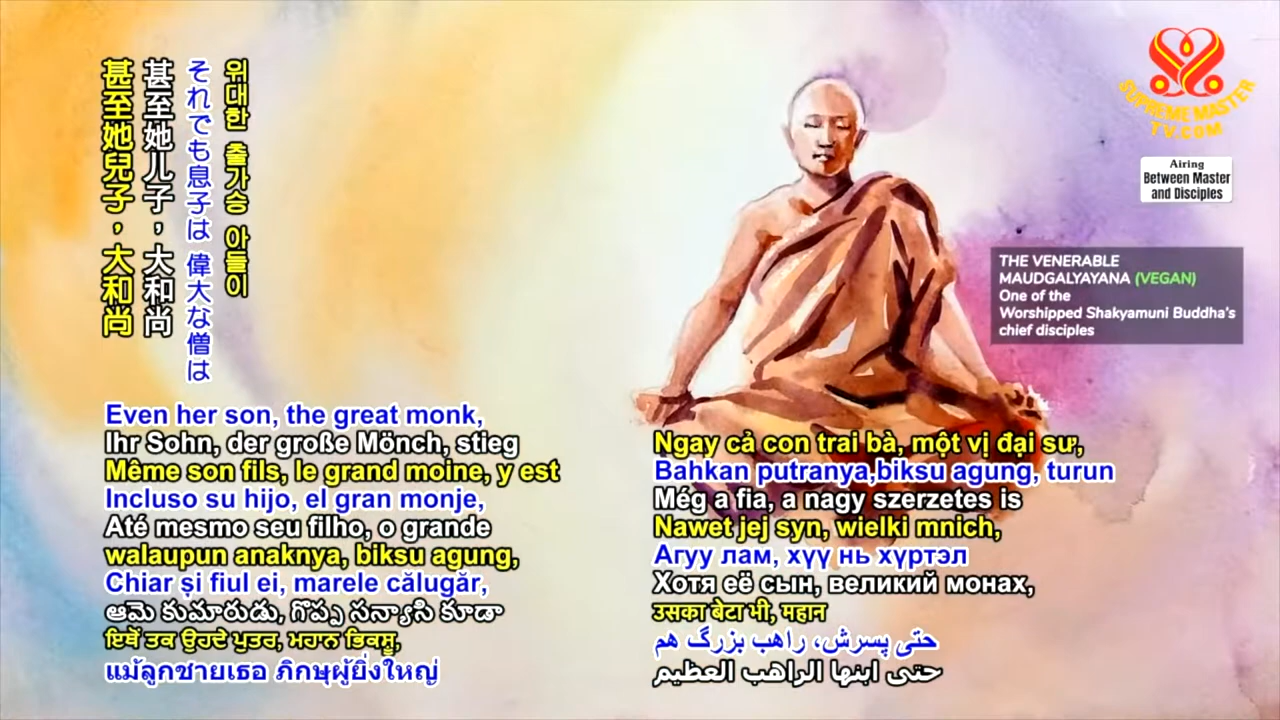 甚至她兒子，大和尚
甚至她儿子，大和尚
それでも息子は 偉大な僧は
위대한 출가승 아들이
SUPREME MASTER
TV.COM
Airing
Between Master
and Disciples
THE VENERABLE
MAUDGALYAYANA (VEGAN)
One of the
Worshipped Shakyamuni Buddha's
chief disciples
Even her son, the great monk,
Ihr Sohn, der große Mönch, stieg
Même son fils, le grand moine, y est
Incluso su hijo, el gran monje,
Até mesmo seu filho, o grande
walaupun anaknya, biksu agung,
Chiar și fiul ei, marele călugăr,
ఆమె కుమారుడు, గొప్ప సన్యాసి కూడా
ਇਥੋਂ ਤਕ ਉਹਦੇ ਪੁਤਰ, ਮਹਾਨ ਭਿਕਸ਼ੂ,
แม้ลูกชายเธอ ภิกษุผู้ยิ่งใหญ่
Ngay cả con trai bà, một vị đại sư,
Bahkan putranya,biksu agung, turun
Még a fia, a nagy szerzetes is
Nawet jej syn, wielki mnich,
Агуу лам, хүү нь хүртэл
Хотя её сын, великий монах,
उसका बेटा भी, महान
حتی پسرش، راهب بزرگ هم
حتى ابنها الراهب العظيم